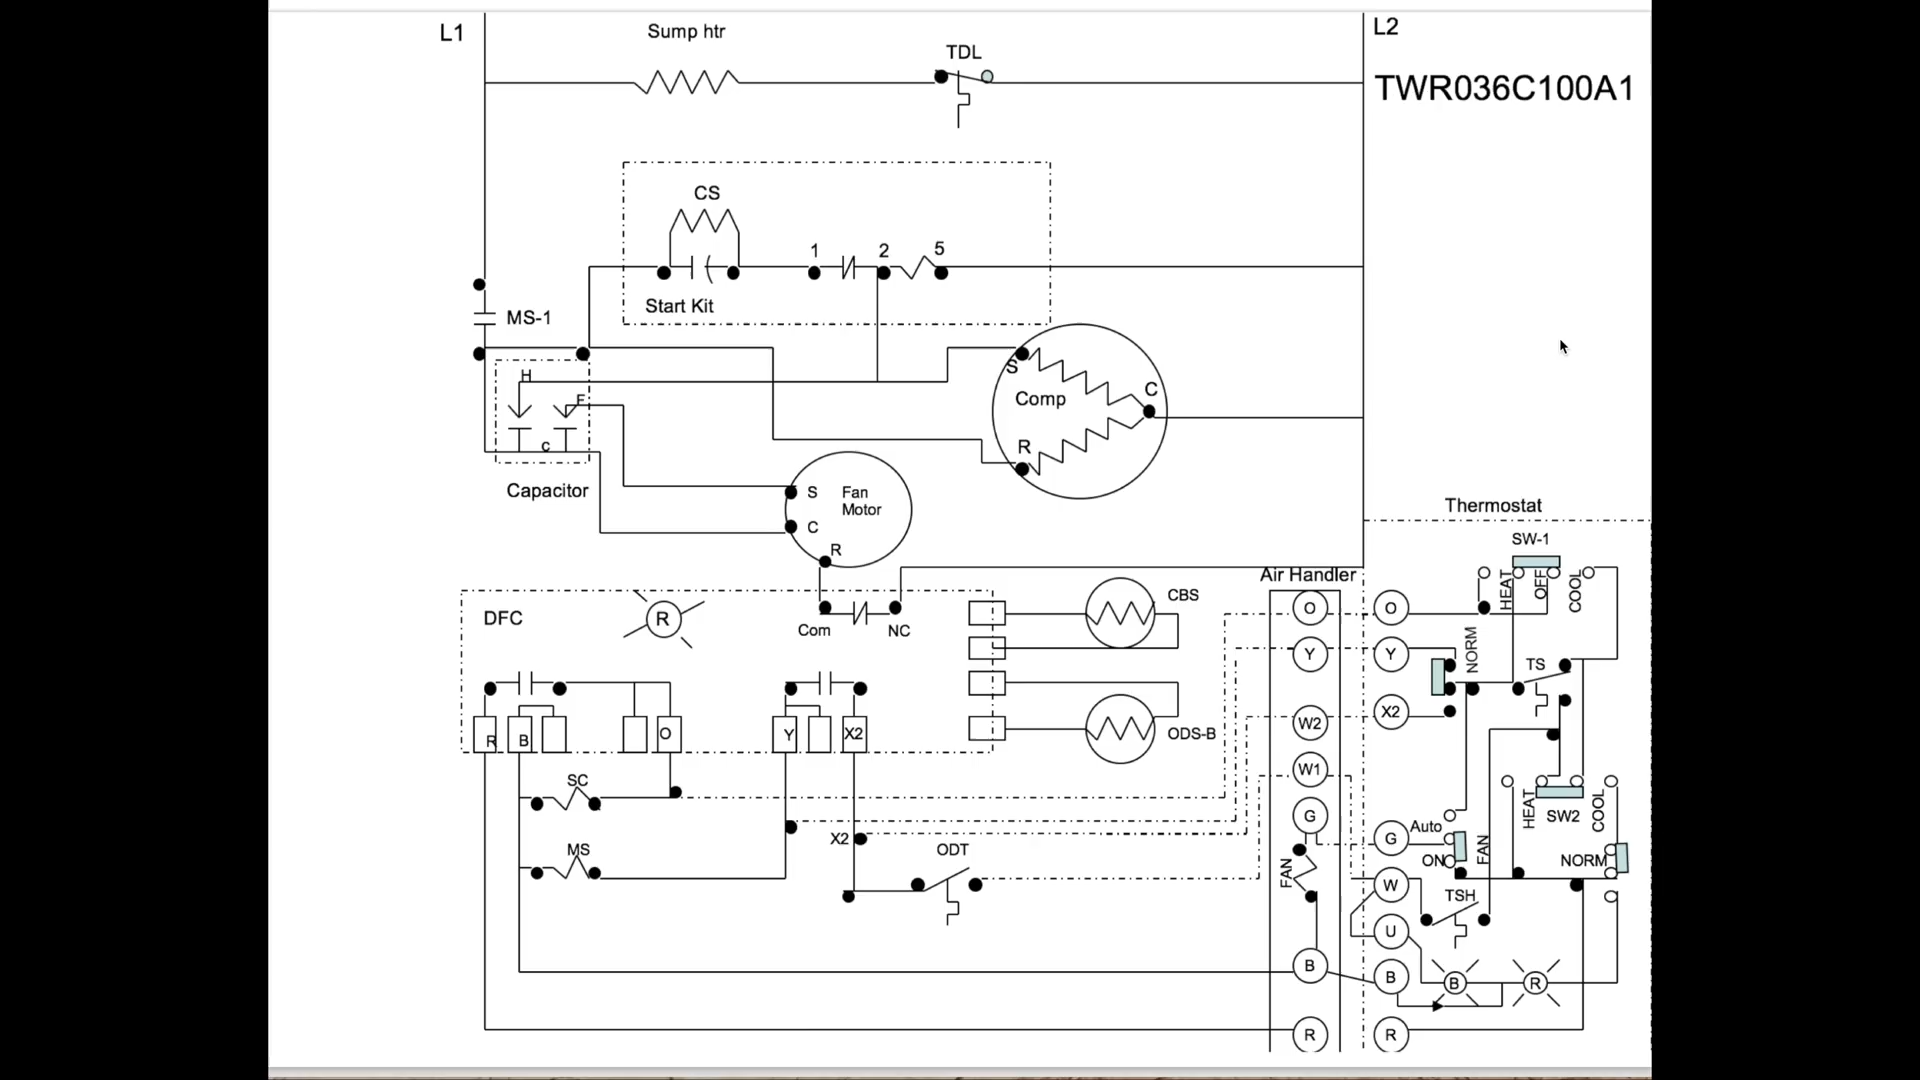 L1
Sump htr
L2
TDL
TWR036C100A1
CS
1
2
5
Start Kit
MS-1
H
F
C
S
Comp
C
R
Capacitor
S
Fan
Motor
C
R
Thermostat
SW-1
HEAT
OFF
COOL
Air Handler
DFC
R
Com
NC
CBS
O
O
Y
Y
NORM
TS
R
B
O
Y
X2
ODS-B
W2
X2
W1
SC
HEAT
SW2
COOL
G
G
Auto
ON
FAN
NORM
X2
MS
ODT
FAN
W
TSH
U
B
B
B
R
R
R